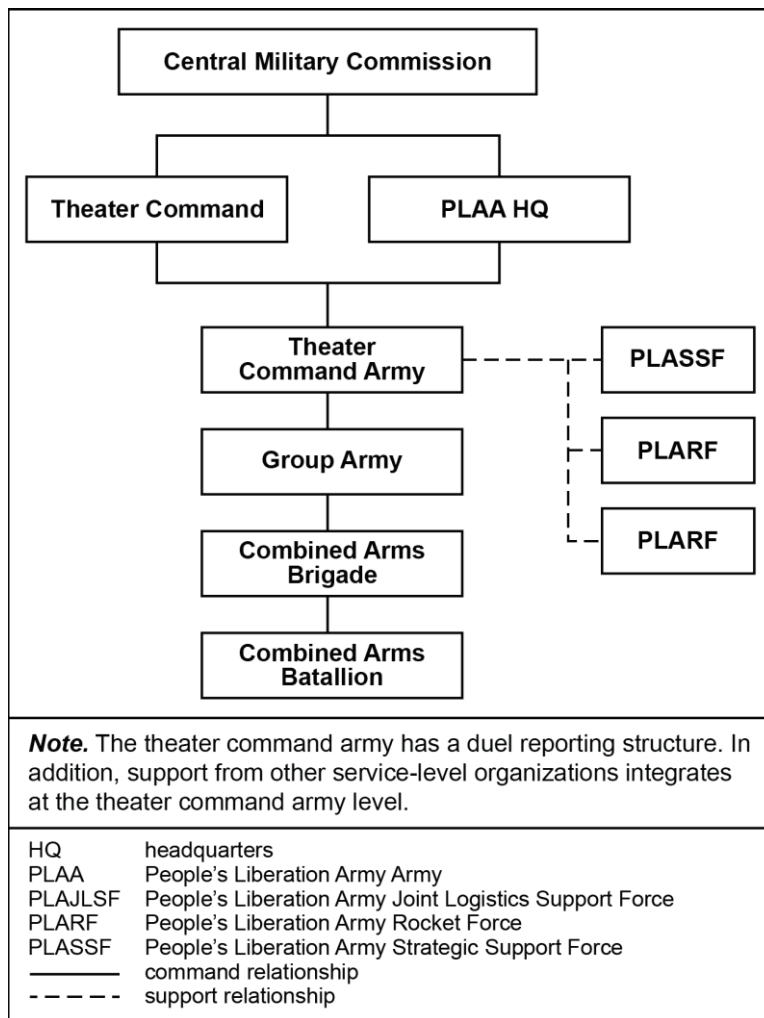 Central Military Commission
Theater Command
PLAA HQ
Theater
Command Army
PLASSF
Group Army
PLARF
Combined Arms
Brigade
PLARF
Combined Arms
Batallion
Note. The theater command army has a duel reporting structure. In
addition, support from other service-level organizations integrates
at the theater command army level.
HQ headquarters
PLAA People's Liberation Army Army
PLAJLSF People's Liberation Army Joint Logistics Support Force
PLARF People's Liberation Army Rocket Force
PLASSF People's Liberation Army Strategic Support Force
command relationship
support relationship